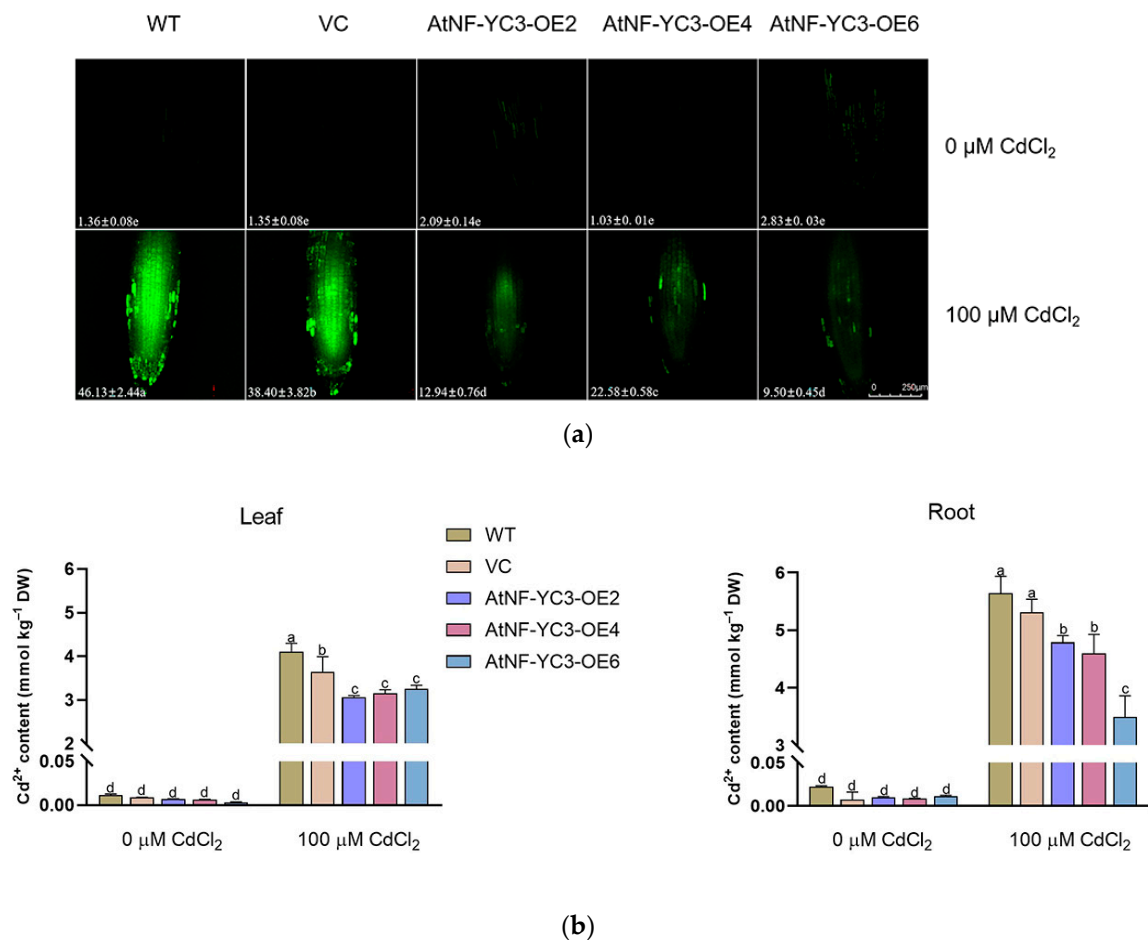 WT VC AtNF-YC3-OE2 AtNF-YC3-OE4 AtNF-YC3-OE6
0 µM CdCl₂
1.36±0.08e 1.35±0.08e 2.09±0.14e 1.03±0. 01e 2.83±0. 03e
100 µM CdCl₂
46.13±2.44a 38.40±3.82b 12.94±0.76d 22.58±0.58c 9.50±0.45d
0 250µm
(a)
Leaf
WT
VC
AtNF-YC3-OE2
AtNF-YC3-OE4
AtNF-YC3-OE6
Cd²⁺ content (mmol kg⁻¹ DW)
6
5
4
3
2
0.05
0.00
d d d d d
a b c c c
0 µM CdCl₂ 100 µM CdCl₂
Root
Cd²⁺ content (mmol kg⁻¹ DW)
6
5
4
3
0.05
0.00
d d d d d
a a b b c
0 µM CdCl₂ 100 µM CdCl₂
(b)